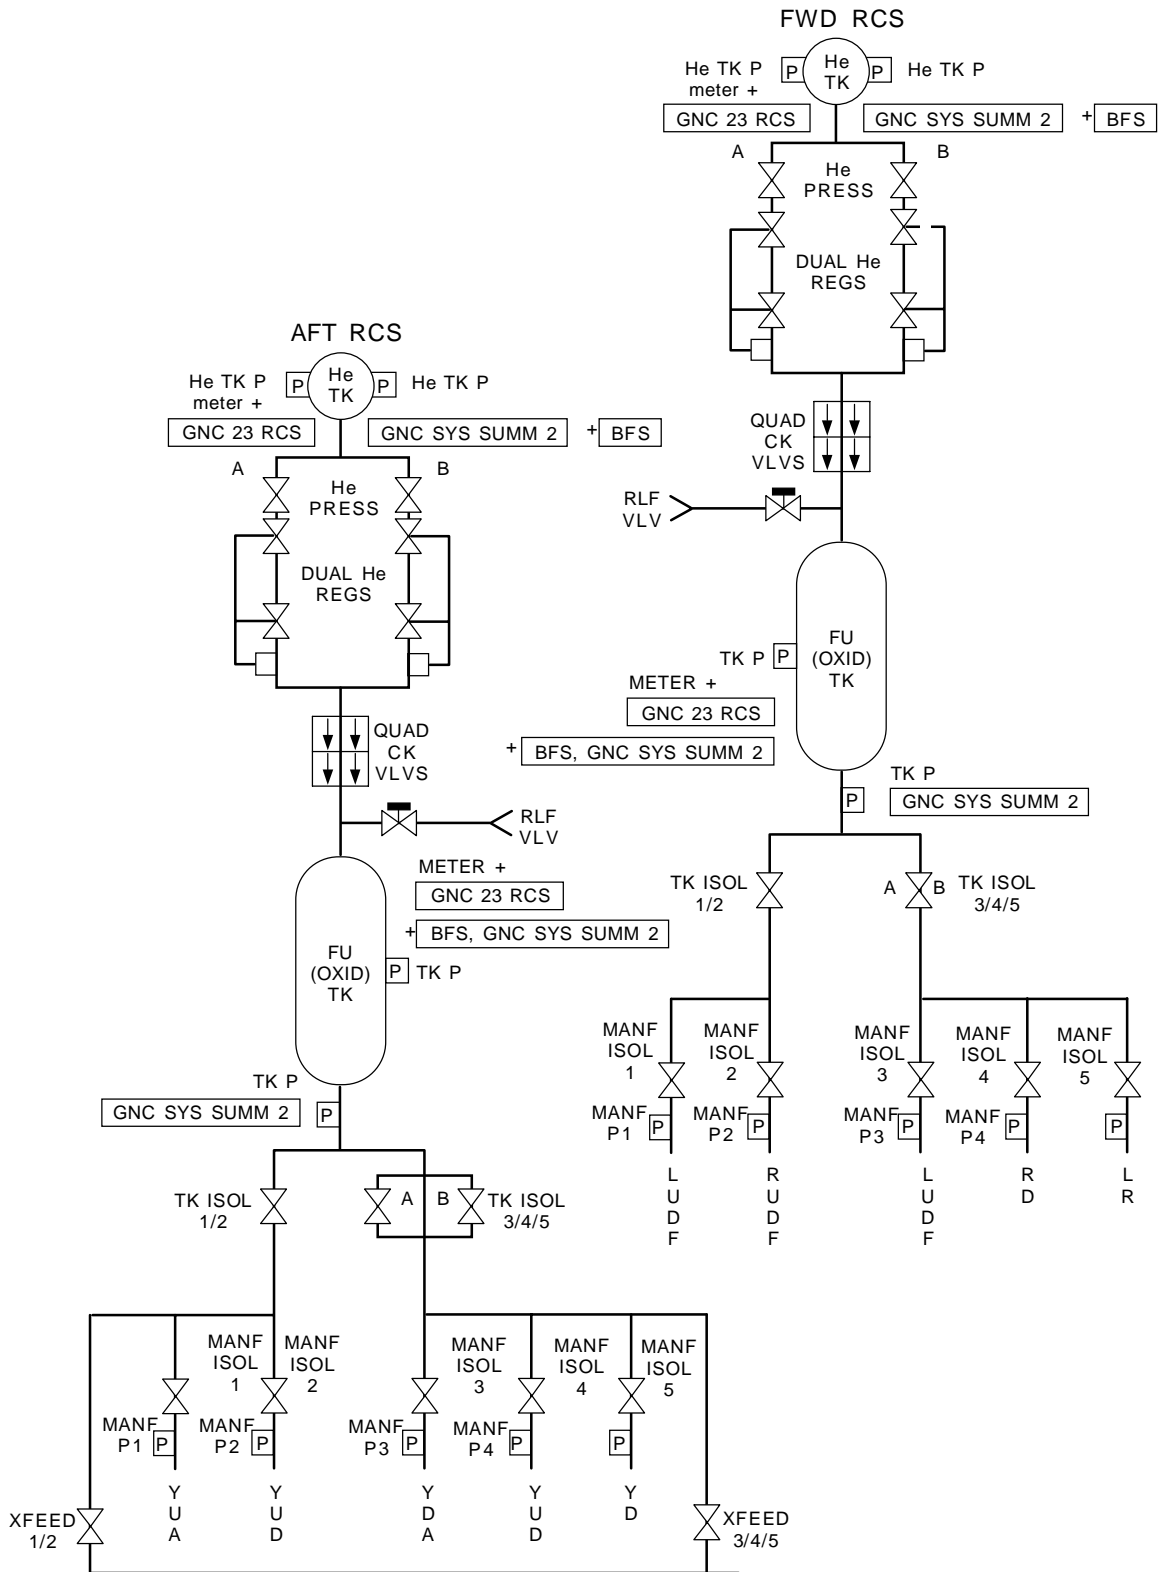 FWD RCS
He TK P
meter +
P
He
TK
P
He TK P
GNC 23 RCS
GNC SYS SUMM 2
+
BFS
A
B
He
PRESS
DUAL He
REGS
QUAD
CK
VLVS
RLF
VLV
FU
(OXID)
TK
TK P
P
METER +
GNC 23 RCS
+
BFS, GNC SYS SUMM 2
TK P
P
GNC SYS SUMM 2
TK ISOL
1/2
A
B
TK ISOL
3/4/5
MANF
ISOL
1
MANF
ISOL
2
MANF
ISOL
3
MANF
ISOL
4
MANF
ISOL
5
MANF
P1
P
MANF
P2
P
MANF
P3
P
MANF
P4
P
P
L
U
D
F
R
U
D
F
L
U
D
F
R
D
L
R
AFT RCS
He TK P
meter +
P
He
TK
P
He TK P
GNC 23 RCS
GNC SYS SUMM 2
+
BFS
A
B
He
PRESS
DUAL He
REGS
QUAD
CK
VLVS
RLF
VLV
METER +
GNC 23 RCS
+
BFS, GNC SYS SUMM 2
FU
(OXID)
TK
P
TK P
TK P
GNC SYS SUMM 2
P
TK ISOL
1/2
A
B
TK ISOL
3/4/5
MANF
ISOL
1
MANF
ISOL
2
MANF
ISOL
3
MANF
ISOL
4
MANF
ISOL
5
MANF
P1
P
MANF
P2
P
MANF
P3
P
MANF
P4
P
P
Y
U
A
Y
U
D
Y
D
A
Y
U
D
Y
D
XFEED
1/2
XFEED
3/4/5